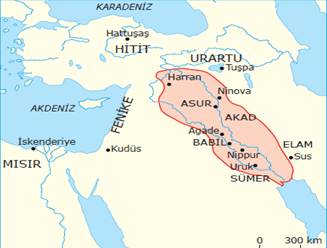 KARADENİZ
Hattuşaş
HİTİT
URARTU
Tuşpa
Harran
Ninova
AKDENİZ
ASUR
FENİKE
AKAD
İskenderiye
Agade
Kudüs
BABİL
ELAM
MISIR
Nippur
Sus
Uruk
SÜMER
0 300 km